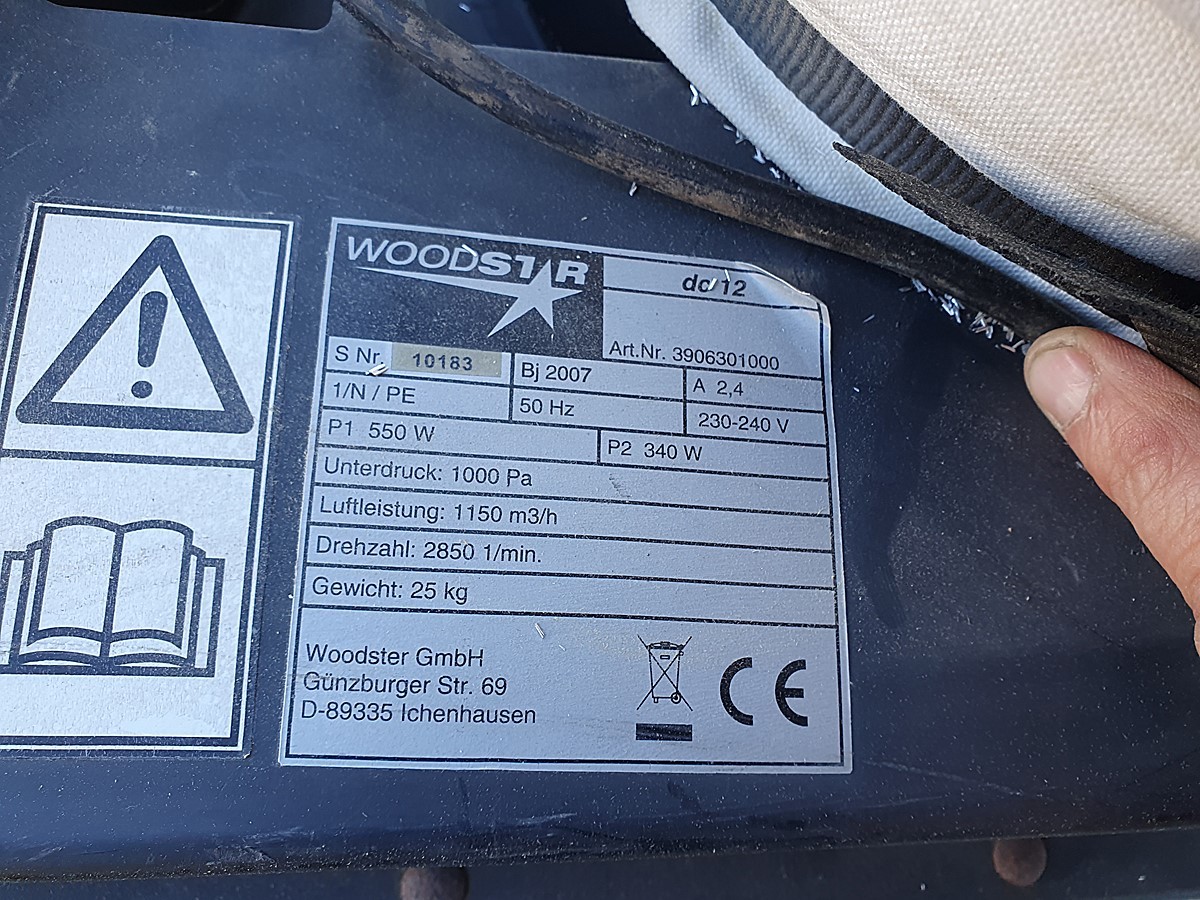 WOODSTAR
dc 12
Art.Nr. 3906301000
S Nr. 10183
Bj 2007
A 2,4
1/N / PE
50 Hz
230-240 V
P1 550 W
P2 340 W
Unterdruck: 1000 Pa
Luftleistung: 1150 m3/h
Drehzahl: 2850 1/min.
Gewicht: 25 kg
Woodster GmbH
Günzburger Str. 69
D-89335 Ichenhausen
CE